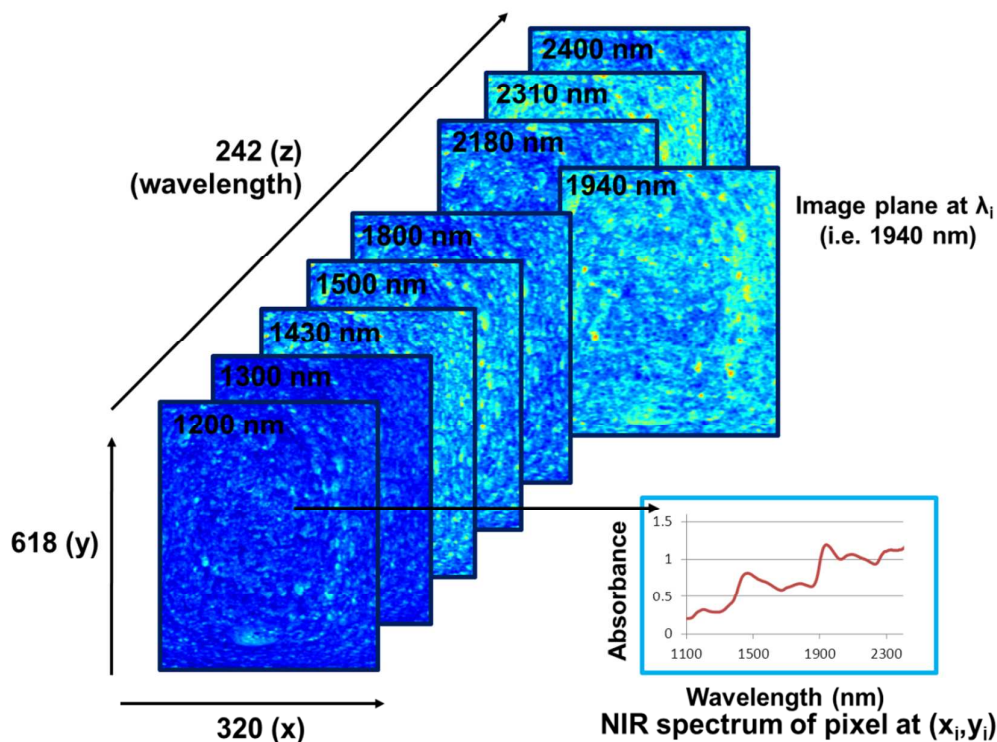 2400 nm
2310 nm
2180 nm
1940 nm
242 (z)
(wavelength)
Image plane at λi
(i.e. 1940 nm)
1800 nm
1500 nm
1430 nm
1300 nm
1200 nm
618 (y)
320 (x)
Absorbance
1.5
1
0.5
0
1100
1500
1900
2300
Wavelength (nm)
NIR spectrum of pixel at (xi,yi)